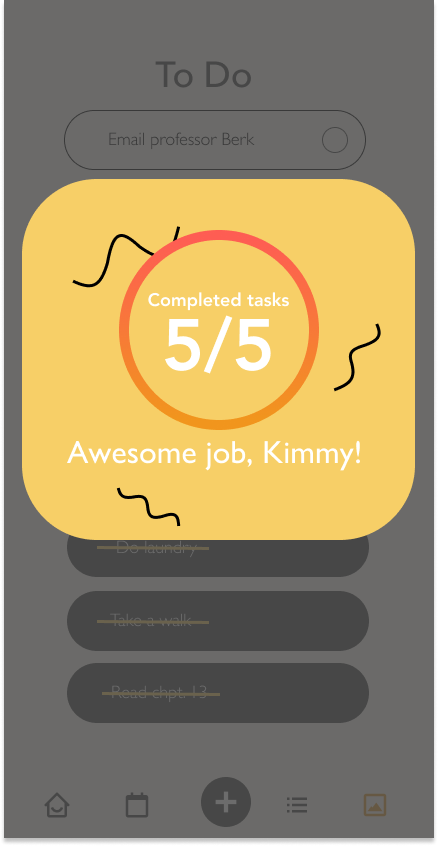 To Do
Email professor Berk
Completed tasks
5/5
Awesome job, Kimmy!
Do laundry
Take a walk
Read chpt. 13